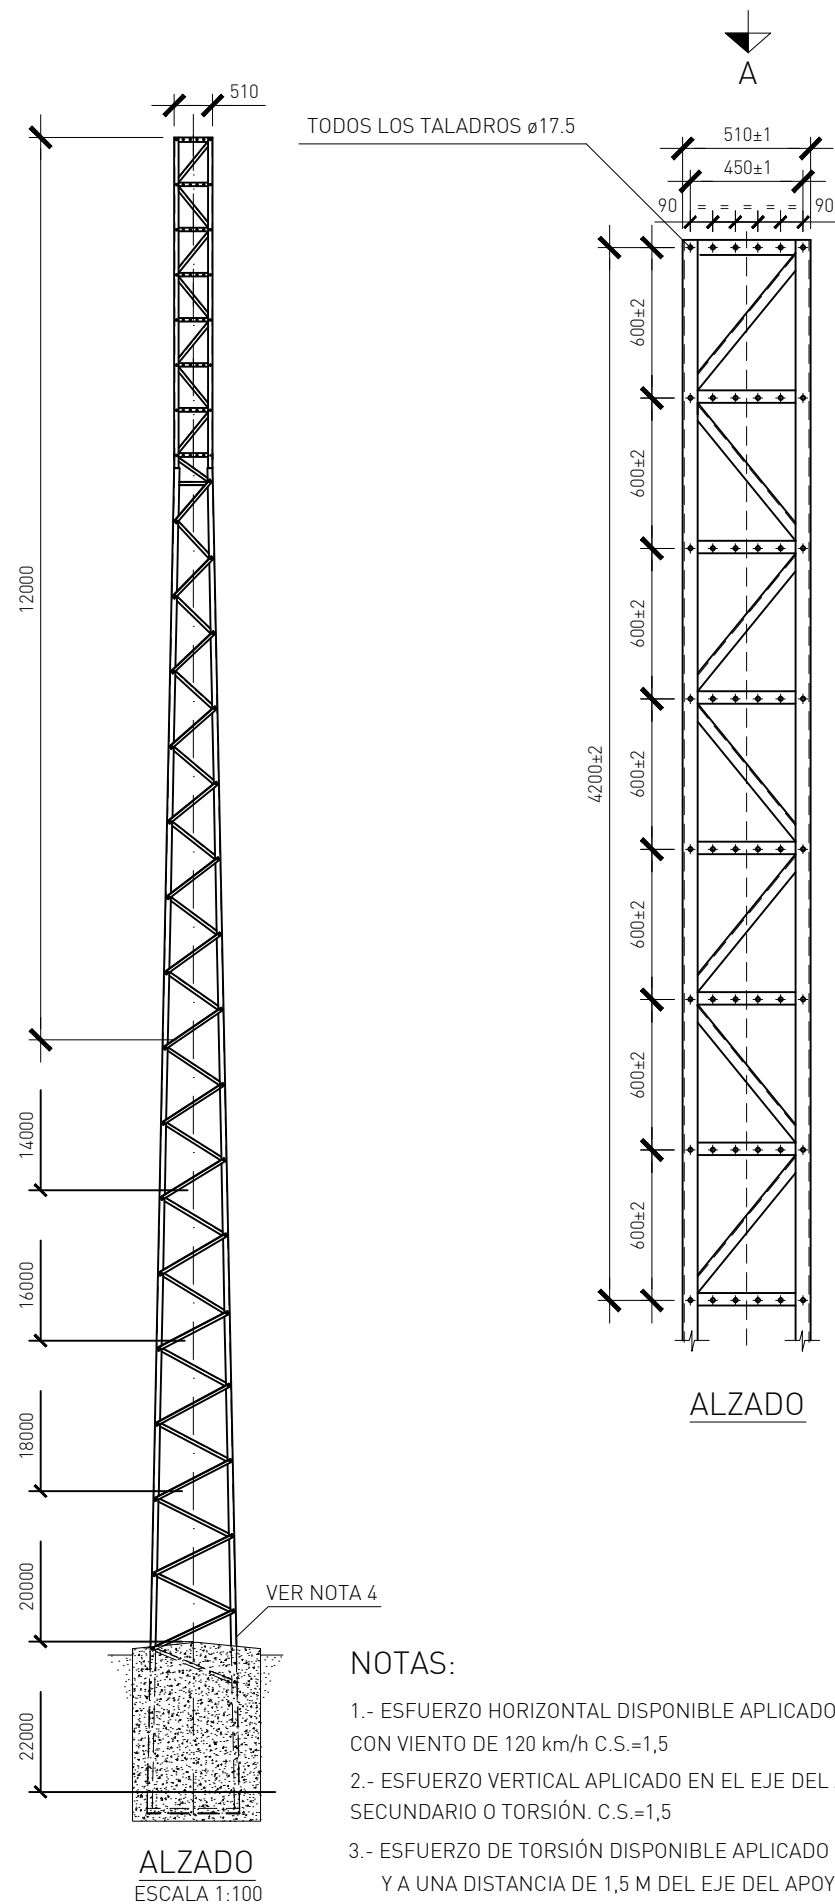 A
510
TODOS LOS TALADROS ø17.5
510±1
450±1
90 = = = = = 90
600±2
600±2
600±2
600±2
600±2
600±2
600±2
4200±2
12000
14000
16000
18000
20000
22000
ALZADO
VER NOTA 4
NOTAS:
1.- ESFUERZO HORIZONTAL DISPONIBLE APLICADO
CON VIENTO DE 120 km/h C.S.=1,5
2.- ESFUERZO VERTICAL APLICADO EN EL EJE DEL
SECUNDARIO O TORSIÓN. C.S.=1,5
3.- ESFUERZO DE TORSIÓN DISPONIBLE APLICADO
Y A UNA DISTANCIA DE 1,5 M DEL EJE DEL APOY
ALZADO
ESCALA 1:100